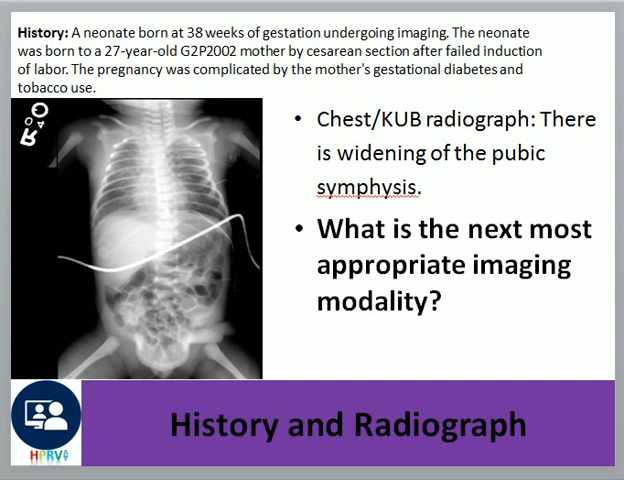 History: A neonate born at 38 weeks of gestation undergoing imaging. The neonate
was born to a 27-year-old G2P2002 mother by cesarean section after failed induction
of labor. The pregnancy was complicated by the mother's gestational diabetes and
tobacco use.
• Chest/KUB radiograph: There
is widening of the pubic
symphysis.
• What is the next most
appropriate imaging
modality?
History and Radiograph
HPRV